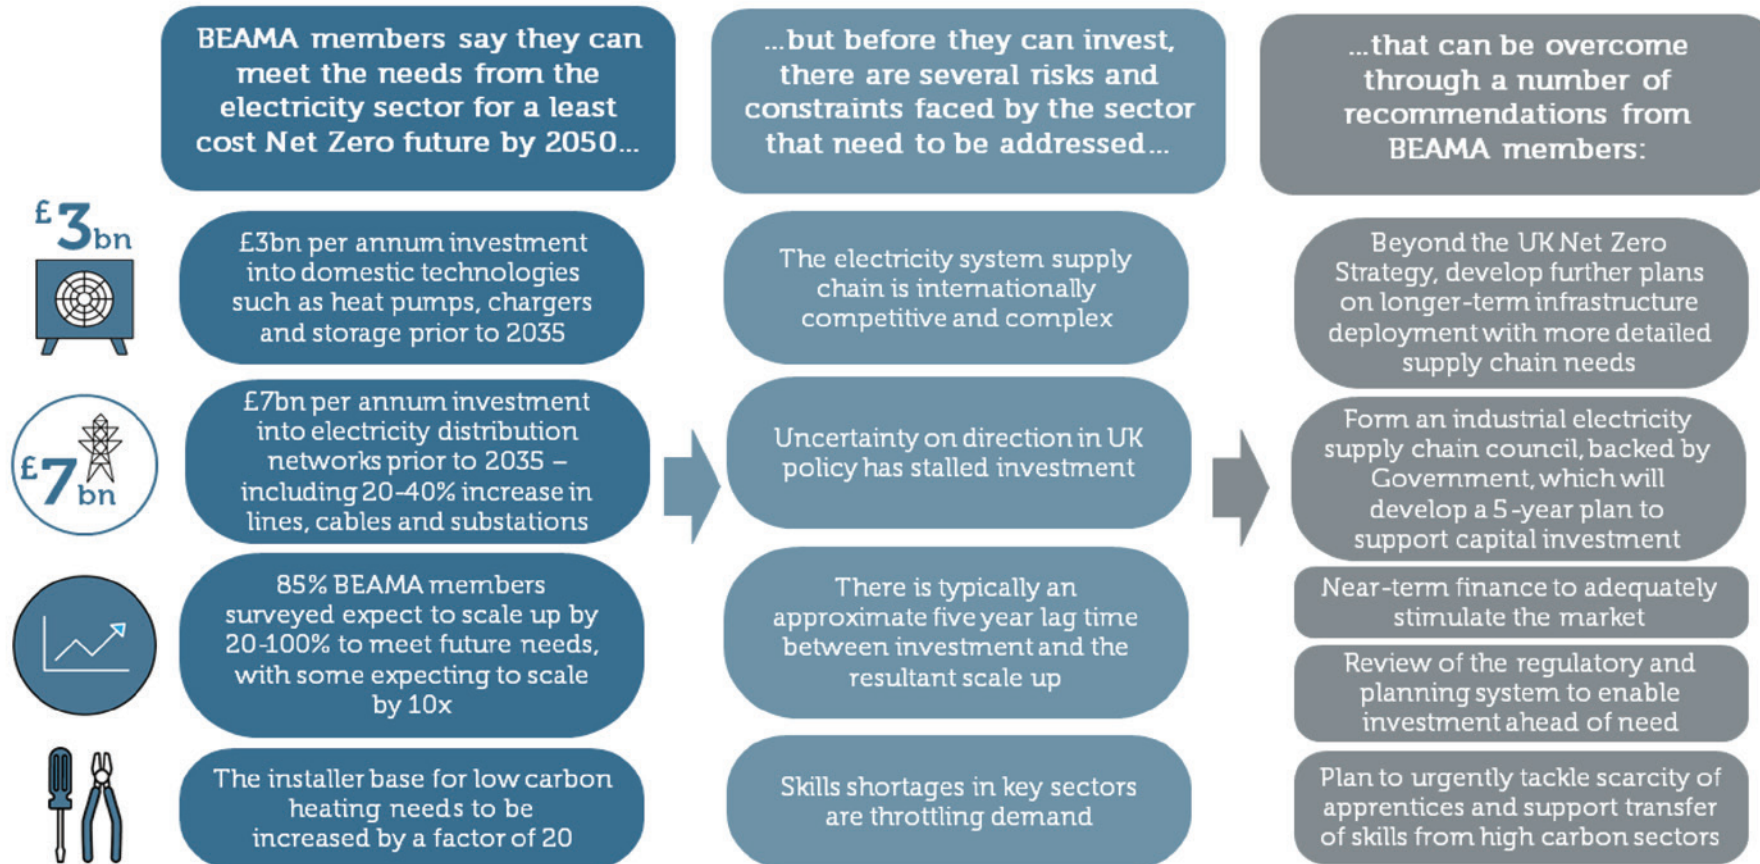 BEAMA members say they can
meet the needs from the
electricity sector for a least
cost Net Zero future by 2050...
...but before they can invest,
there are several risks and
constraints faced by the sector
that need to be addressed...
...that can be overcome
through a number of
recommendations from
BEAMA members:
£3bn
£3bn per annum investment
into domestic technologies
such as heat pumps, chargers
and storage prior to 2035
£7bn
£7bn per annum investment
into electricity distribution
networks prior to 2035 –
including 20-40% increase in
lines, cables and substations
85% BEAMA members
surveyed expect to scale up by
20-100% to meet future needs,
with some expecting to scale
by 10x
The installer base for low carbon
heating needs to be
increased by a factor of 20
The electricity system supply
chain is internationally
competitive and complex
Uncertainty on direction in UK
policy has stalled investment
There is typically an
approximate five year lag time
between investment and the
resultant scale up
Skills shortages in key sectors
are throttling demand
Beyond the UK Net Zero
Strategy, develop further plans
on longer-term infrastructure
deployment with more detailed
supply chain needs
Form an industrial electricity
supply chain council, backed by
Government, which will
develop a 5-year plan to
support capital investment
Near-term finance to adequately
stimulate the market
Review of the regulatory and
planning system to enable
investment ahead of need
Plan to urgently tackle scarcity of
apprentices and support transfer
of skills from high carbon sectors